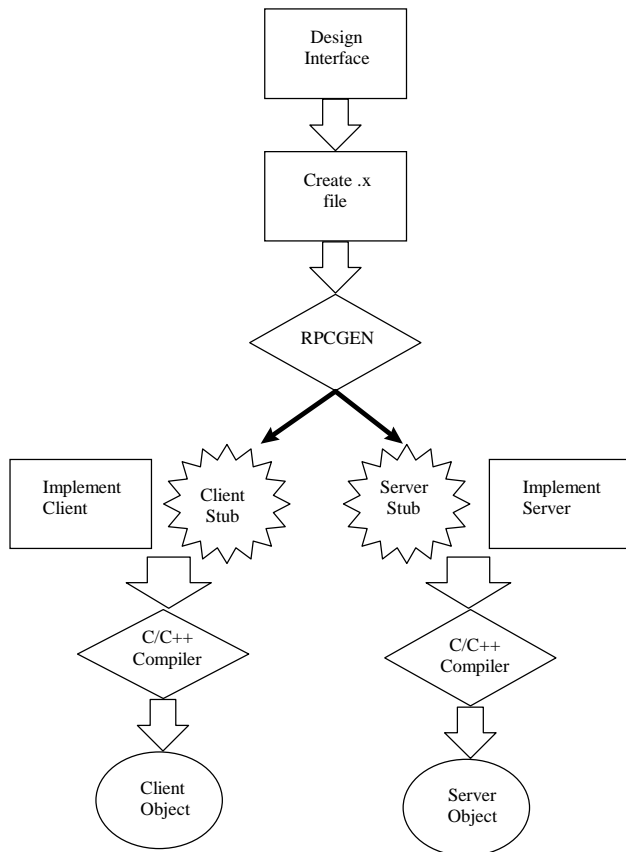 Design
Interface
Create .x
file
RPCGEN
Implement
Client
Client
Stub
Server
Stub
Implement
Server
C/C++
Compiler
C/C++
Compiler
Client
Object
Server
Object